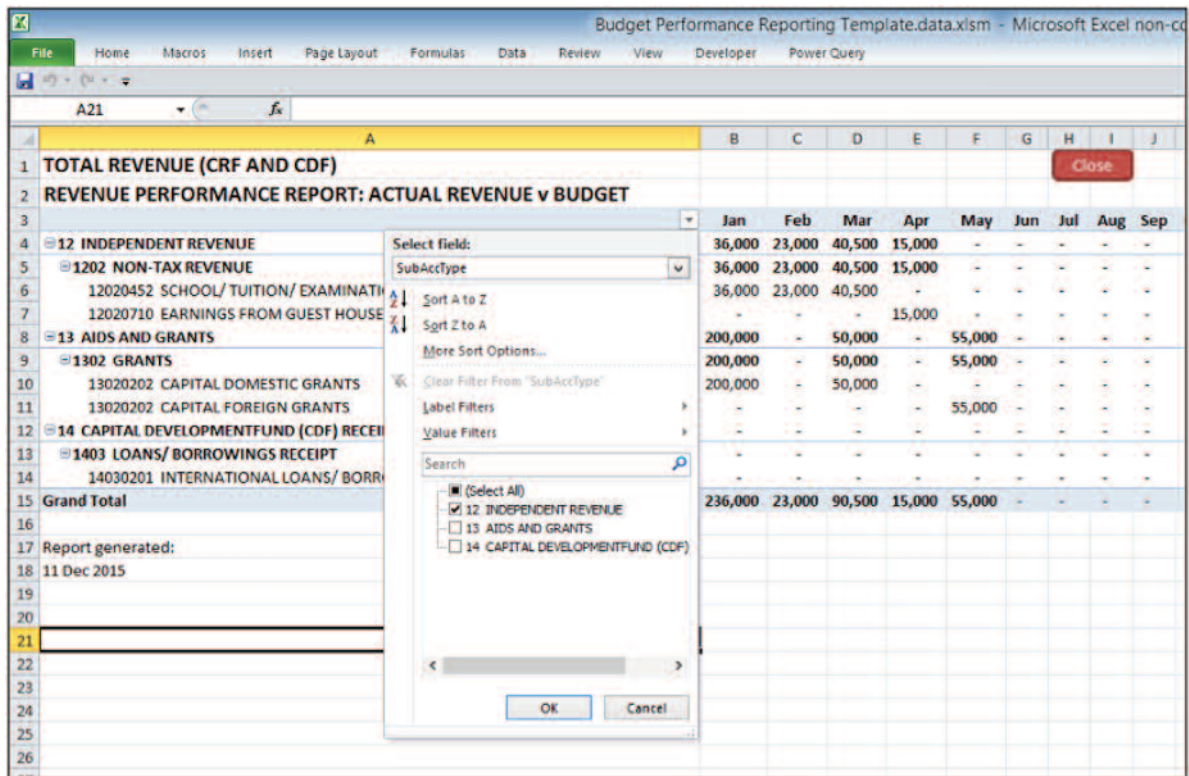 Budget Performance Reporting Template.data.xlsm - Microsoft Excel non-co
File Home Macros Insert Page Layout Formulas Data Review View Developer Power Query
A21 fx
A B C D E F G H I J
1 TOTAL REVENUE (CRF AND CDF) Close
2 REVENUE PERFORMANCE REPORT: ACTUAL REVENUE v BUDGET
3 Jan Feb Mar Apr May Jun Jul Aug Sep
4 12 INDEPENDENT REVENUE 36,000 23,000 40,500 15,000 - - - - -
5 1202 NON-TAX REVENUE 36,000 23,000 40,500 15,000 - - - - -
6 12020452 SCHOOL/ TUITION/ EXAMINATI 36,000 23,000 40,500 - - - - - -
7 12020710 EARNINGS FROM GUEST HOUSE - - - 15,000 - - - - -
8 13 AIDS AND GRANTS 200,000 - 50,000 - 55,000 - - - -
9 1302 GRANTS 200,000 - 50,000 - 55,000 - - - -
10 13020202 CAPITAL DOMESTIC GRANTS 200,000 - 50,000 - - - - - -
11 13020202 CAPITAL FOREIGN GRANTS - - - - 55,000 - - - -
12 14 CAPITAL DEVELOPMENTFUND (CDF) RECEI - - - - - - - - -
13 1403 LOANS/ BORROWINGS RECEIPT - - - - - - - - -
14 14030201 INTERNATIONAL LOANS/ BORR - - - - - - - - -
15 Grand Total 236,000 23,000 90,500 15,000 55,000 - - - -
16
17 Report generated:
18 11 Dec 2015
19
20
21
22
23
24
25
26
Select field:
SubAccType
Sort A to Z
Sort Z to A
More Sort Options...
Clear Filter From "SubAccType"
Label Filters
Value Filters
Search
(Select All)
12 INDEPENDENT REVENUE
13 AIDS AND GRANTS
14 CAPITAL DEVELOPMENTFUND (CDF)
OK Cancel